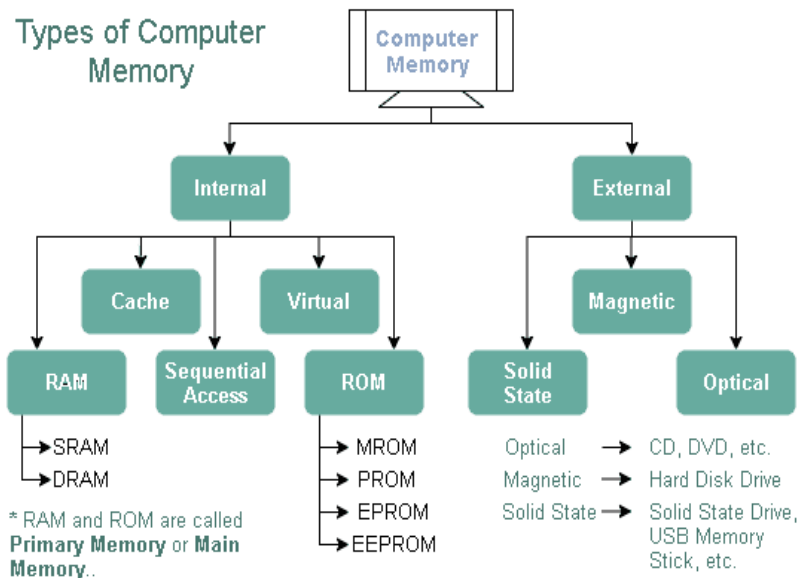 Types of Computer
Memory
Computer
Memory
Internal
External
Cache
Virtual
Magnetic
RAM
Sequential
Access
ROM
Solid
State
Optical
SRAM
DRAM
MROM
PROM
EPROM
EEPROM
Optical CD, DVD, etc.
Magnetic Hard Disk Drive
Solid State Solid State Drive,
USB Memory
Stick, etc.
* RAM and ROM are called
Primary Memory or Main
Memory..